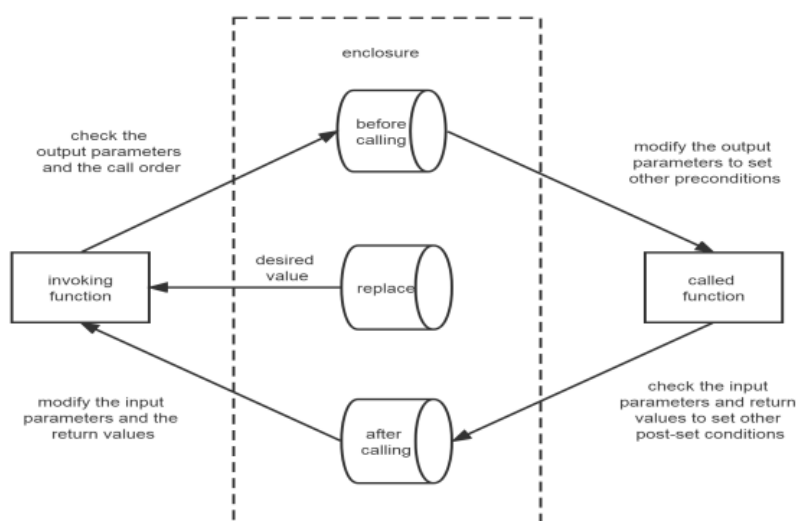 enclosure
before
calling
check the
output parameters
and the call order
modify the output
parameters to set
other preconditions
desired
value
invoking
function
replace
called
function
modify the input
parameters and the
return values
after
calling
check the input
parameters and return
values to set other
post-set conditions